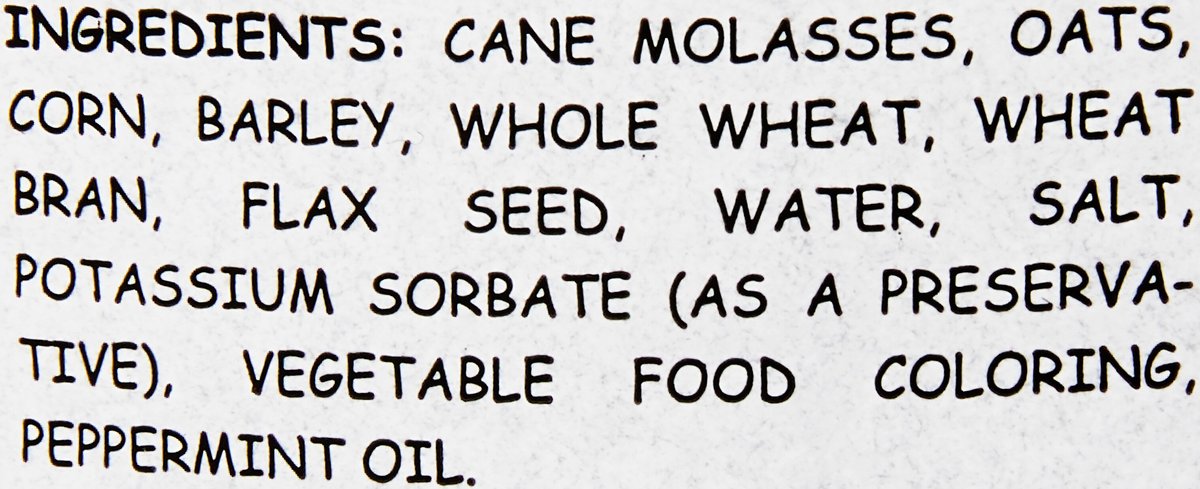 INGREDIENTS: CANE MOLASSES, OATS,
CORN, BARLEY, WHOLE WHEAT, WHEAT
BRAN, FLAX SEED, WATER, SALT,
POTASSIUM SORBATE (AS A PRESERVA-
TIVE), VEGETABLE FOOD COLORING,
PEPPERMINT OIL.